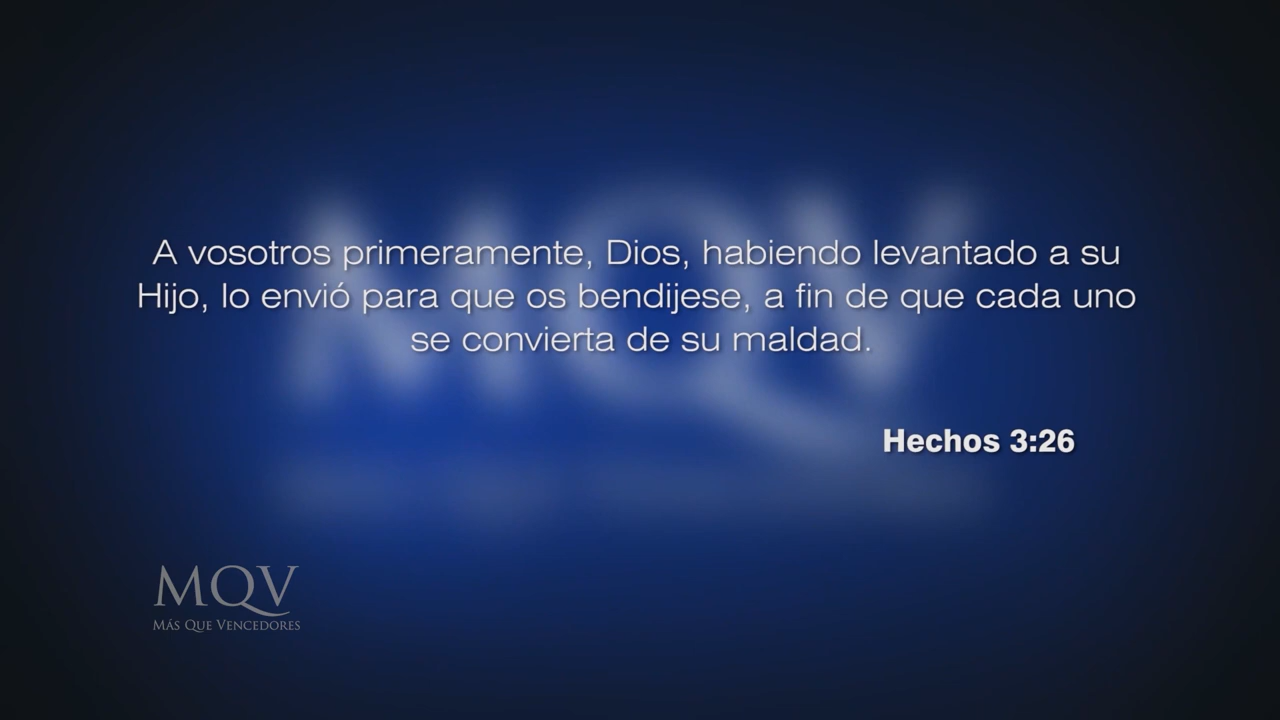 A vosotros primeramente, Dios, habiendo levantado a su
Hijo, lo envió para que os bendijese, a fin de que cada uno
se convierta de su maldad.
Hechos 3:26
MQV
MQV
Más Que Vencedores